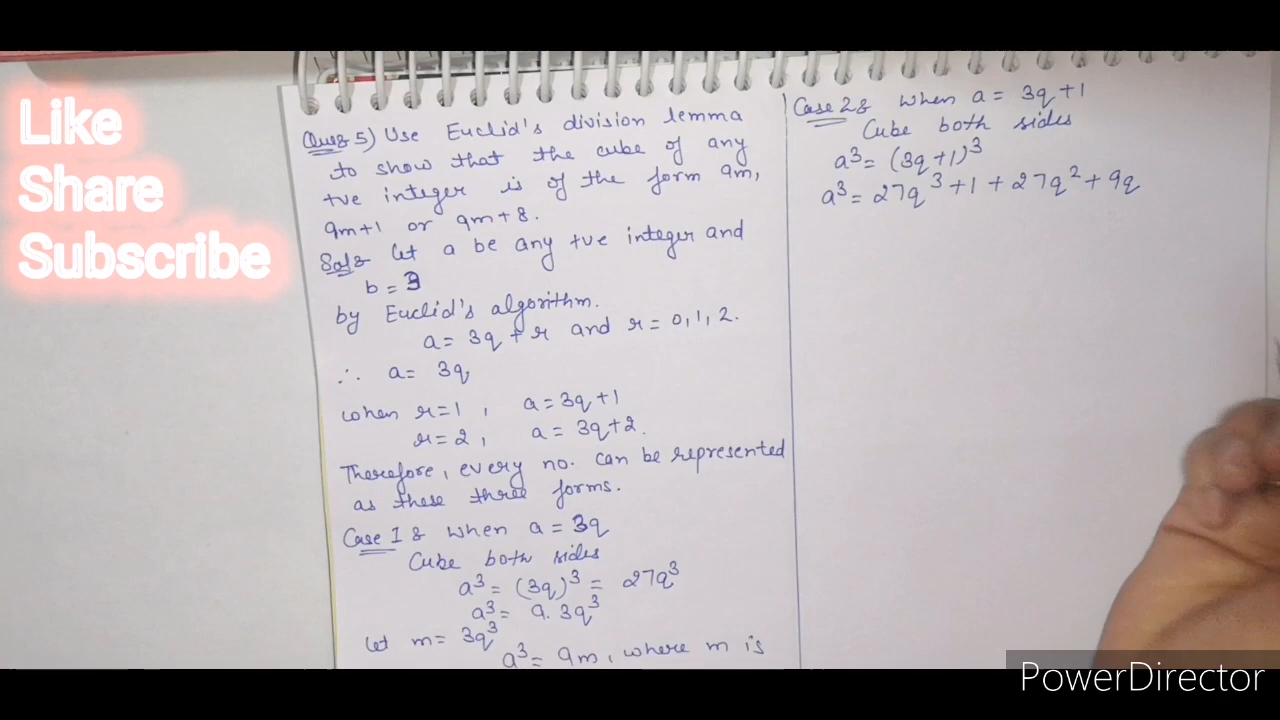 Like
Share
Subscribe
Ques 5) Use Euclid's division lemma
to show that the cube of any
+ve integer is of the form 9m,
9m+1 or 9m+8.
Sol: let a be any +ve integer and
b = 3
by Euclid's algorithm.
a = 3q + r and r = 0, 1, 2.
∴ a = 3q
when r=1, a=3q+1
r=2, a=3q+2.
Therefore, every no. can be represented
as these three forms.
Case 1: when a = 3q
Cube both sides
a³ = (3q)³ = 27q³
a³ = 9.3q³
let m = 3q³
a³ = 9m, where m is
Case 2: when a = 3q+1
Cube both sides
a³ = (3q+1)³
a³ = 27q³+1+27q²+9q
PowerDirector